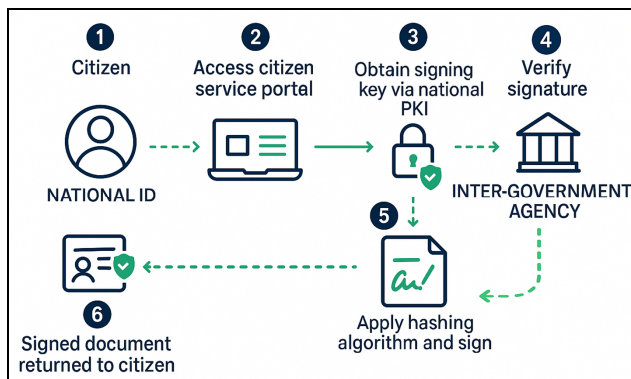 1
Citizen
NATIONAL ID
2
Access citizen
service portal
3
Obtain signing
key via national
PKI
4
Verify
signature
INTER-GOVERNMENT
AGENCY
5
Apply hashing
algorithm and sign
6
Signed document
returned to citizen